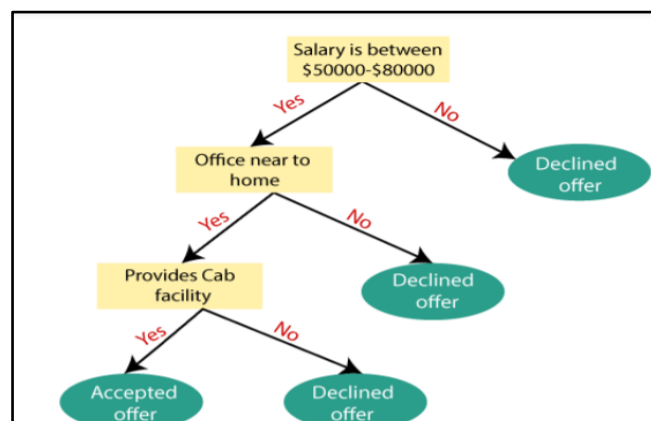 Salary is between
$50000-$80000
Yes
No
Office near to
home
Declined
offer
Yes
No
Provides Cab
facility
Declined
offer
Yes
No
Accepted
offer
Declined
offer